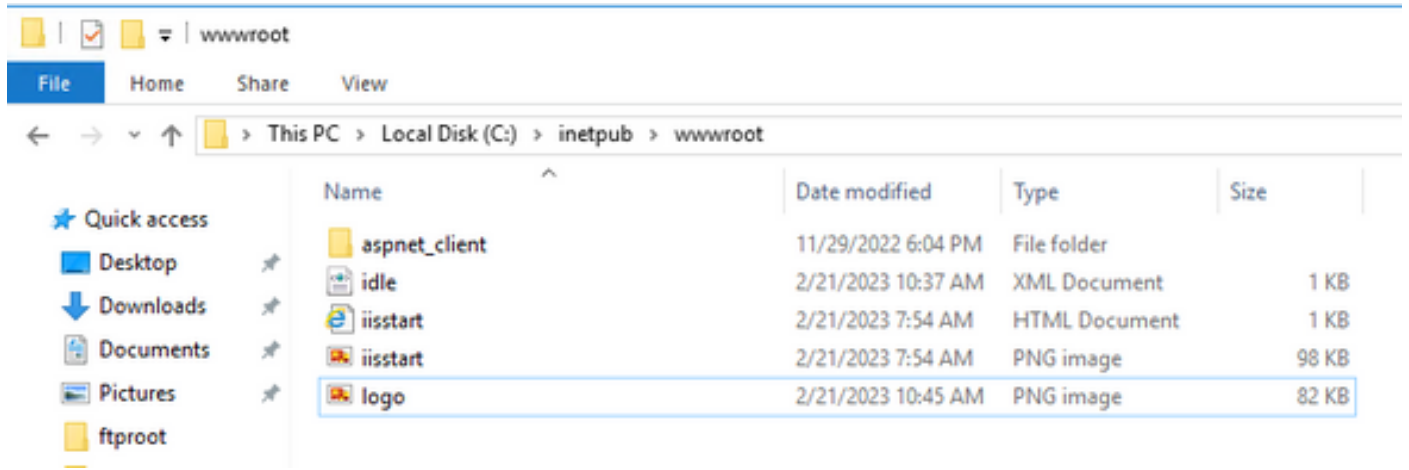 wwwroot
File Home Share View
This PC > Local Disk (C:) > inetpub > wwwroot
Name Date modified Type Size
Quick access
aspnet_client 11/29/2022 6:04 PM File folder
Desktop
idle 2/21/2023 10:37 AM XML Document 1 KB
Downloads
iisstart 2/21/2023 7:54 AM HTML Document 1 KB
Documents
iisstart 2/21/2023 7:54 AM PNG image 98 KB
Pictures
logo 2/21/2023 10:45 AM PNG image 82 KB
ftproot